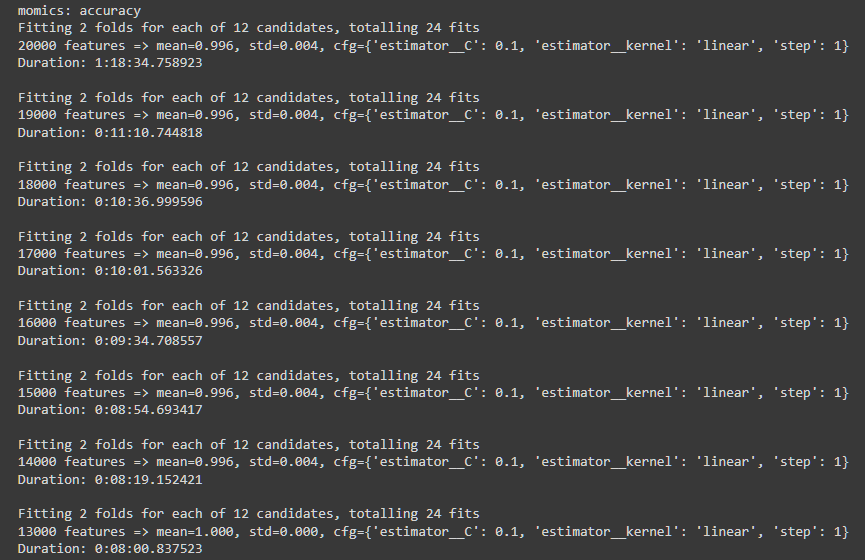 momics: accuracy
Fitting 2 folds for each of 12 candidates, totalling 24 fits
20000 features => mean=0.996, std=0.004, cfg={'estimator__C': 0.1, 'estimator__kernel': 'linear', 'step': 1}
Duration: 1:18:34.758923
Fitting 2 folds for each of 12 candidates, totalling 24 fits
19000 features => mean=0.996, std=0.004, cfg={'estimator__C': 0.1, 'estimator__kernel': 'linear', 'step': 1}
Duration: 0:11:10.744818
Fitting 2 folds for each of 12 candidates, totalling 24 fits
18000 features => mean=0.996, std=0.004, cfg={'estimator__C': 0.1, 'estimator__kernel': 'linear', 'step': 1}
Duration: 0:10:36.999596
Fitting 2 folds for each of 12 candidates, totalling 24 fits
17000 features => mean=0.996, std=0.004, cfg={'estimator__C': 0.1, 'estimator__kernel': 'linear', 'step': 1}
Duration: 0:10:01.563326
Fitting 2 folds for each of 12 candidates, totalling 24 fits
16000 features => mean=0.996, std=0.004, cfg={'estimator__C': 0.1, 'estimator__kernel': 'linear', 'step': 1}
Duration: 0:09:34.708557
Fitting 2 folds for each of 12 candidates, totalling 24 fits
15000 features => mean=0.996, std=0.004, cfg={'estimator__C': 0.1, 'estimator__kernel': 'linear', 'step': 1}
Duration: 0:08:54.693417
Fitting 2 folds for each of 12 candidates, totalling 24 fits
14000 features => mean=0.996, std=0.004, cfg={'estimator__C': 0.1, 'estimator__kernel': 'linear', 'step': 1}
Duration: 0:08:19.152421
Fitting 2 folds for each of 12 candidates, totalling 24 fits
13000 features => mean=1.000, std=0.000, cfg={'estimator__C': 0.1, 'estimator__kernel': 'linear', 'step': 1}
Duration: 0:08:00.837523